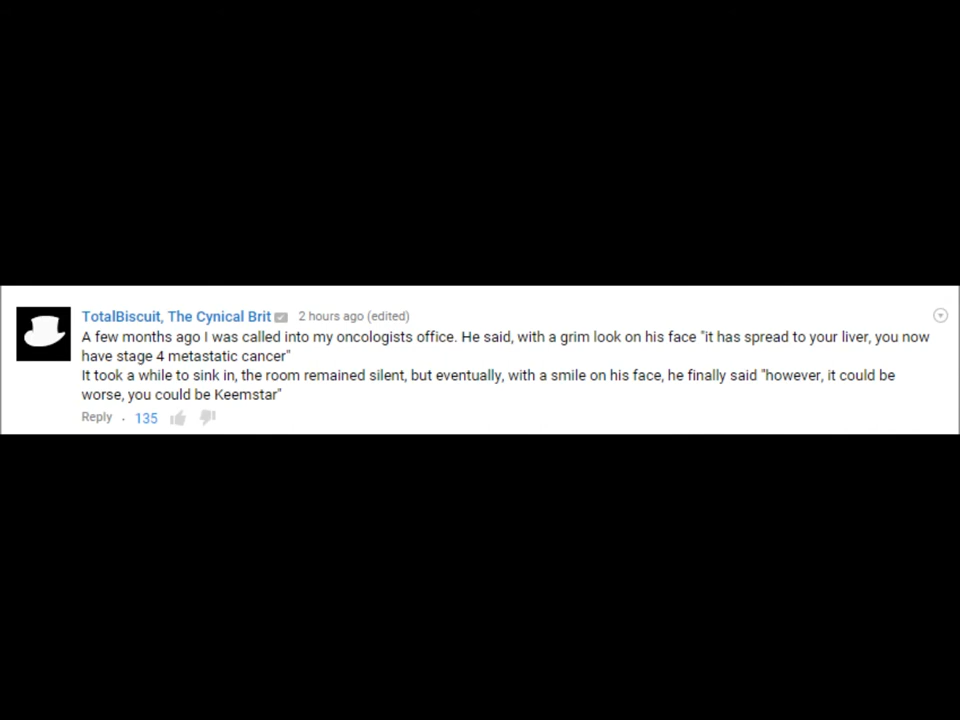 TotalBiscuit, The Cynical Brit 2 hours ago (edited)
A few months ago I was called into my oncologists office. He said, with a grim look on his face "it has spread to your liver, you now
have stage 4 metastatic cancer"
It took a while to sink in, the room remained silent, but eventually, with a smile on his face, he finally said "however, it could be
worse, you could be Keemstar"
Reply · 135